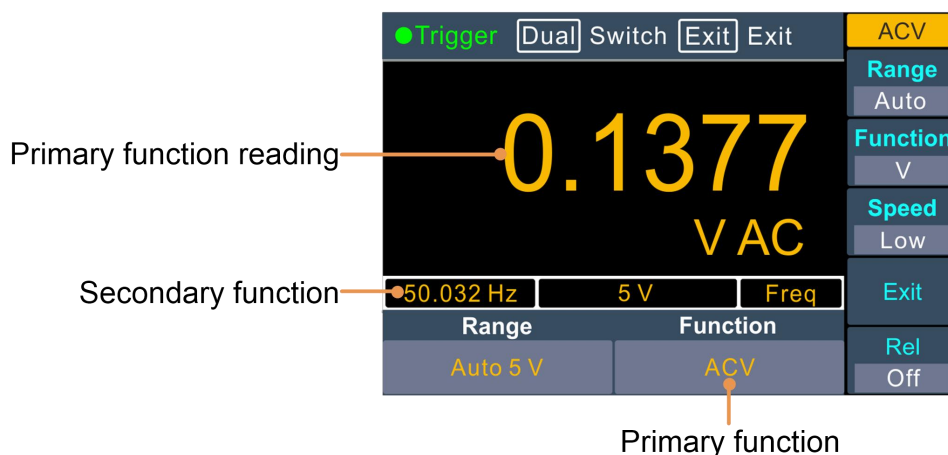 Trigger Dual Switch Exit Exit
ACV
Range
Auto
Function
V
Speed
Low
Exit
Rel
Off
Primary function reading
0.1377
V AC
Secondary function
50.032 Hz 5 V Freq
Range Function
Auto 5 V ACV
Primary function